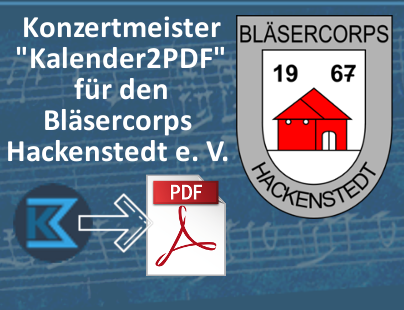 Konzertmeister
"Kalender2PDF"
für den
Bläsercorps
Hackenstedt e. V.
BLÄSERCORPS
19 67
HACKENSTEDT
PDF